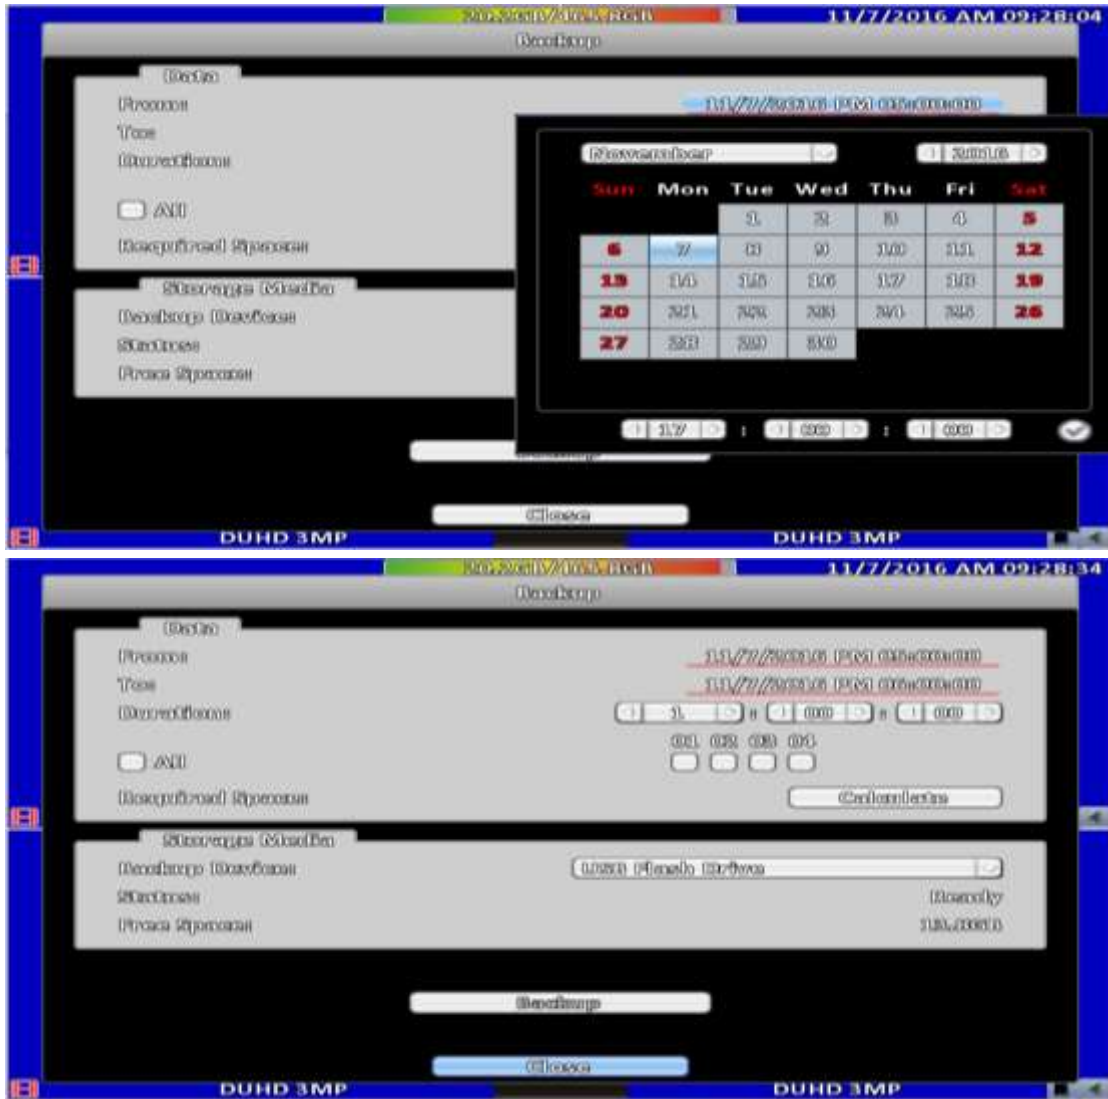 11/7/2016 AM 09:28:04
Backup
Data
From:
11/7/2016 PM 05:00:00
To:
Duration:
All
Required Space:
Storage Media
Backup Device:
Status:
Free Space:
November 2016
Sun Mon Tue Wed Thu Fri Sat
1 2 3 4 5
6 7 8 9 10 11 12
13 14 15 16 17 18 19
20 21 22 23 24 25 26
27 28 29 30
17 : 00 : 00
Close
DUHD 3MP DUHD 3MP
11/7/2016 AM 09:28:34
Backup
Data
From: 11/7/2016 PM 05:00:00
To: 11/7/2016 PM 06:00:00
Duration: 1 : 00 : 00
01 02 03 04
All
Required Space: Calculate
Storage Media
Backup Device: USB Flash Drive
Status: Ready
Free Space:
Backup
Close
DUHD 3MP DUHD 3MP